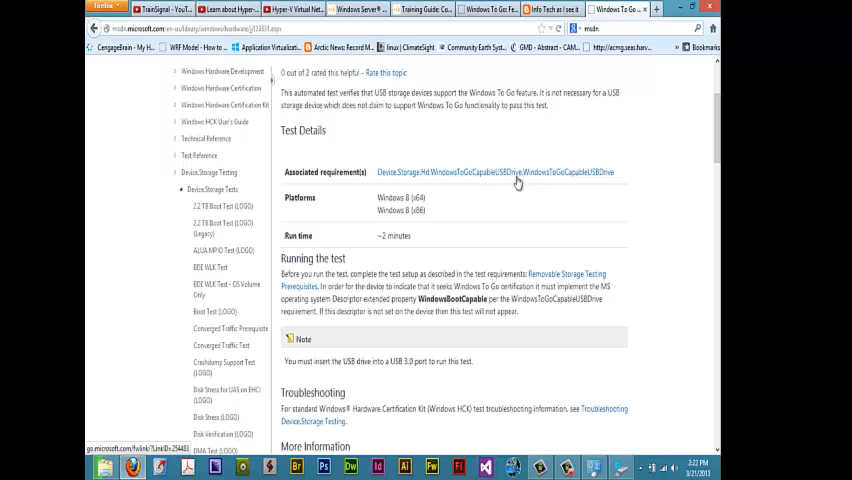 Firefox
TrainSignal - YouT...
Learn about Hyper-...
Hyper-V Virtual Net...
Windows Server® ...
Training Guide: Co...
Windows To Go: Fe...
Info Tech as I see it
Windows To Go ...
msdn.microsoft.com/en-us/library/windows/hardware/jj123831.aspx
msdn
CengageBrain - My H...
WRF Model - How to ...
Application Virtualizati...
Arctic News Record M...
linux | ClimateSight
Community Earth Sy...
GMD - Abstract - CAM...
http://acmg.seas.harv...
Bookmarks
Windows Hardware Development
Windows Hardware Certification
Windows Hardware Certification Kit
Windows HCK User's Guide
Technical Reference
Test Reference
Device.Storage Testing
Device.Storage Tests
2.2 TB Boot Test (LOGO)
2.2 TB Boot Test (LOGO)
(Legacy)
ALUA MPIO Test (LOGO)
BDE WLK Test
BDE WLK Test - OS Volume
Only
Boot Test (LOGO)
Converged Traffic Prerequisite
Converged Traffic Test
Crashdump Support Test
(LOGO)
Disk Stress for UAS on EHCI
(LOGO)
Disk Stress (LOGO)
Disk Verification (LOGO)
DMA Test (LOGO)
0 out of 2 rated this helpful - Rate this topic
This automated test verifies that USB storage devices support the Windows To Go feature. It is not necessary for a USB
storage device which does not claim to support Windows To Go functionality to pass this test.
Test Details
Associated requirement(s) Device.Storage.Hd.WindowsToGoCapableUSBDrive.WindowsToGoCapableUSBDrive
Platforms Windows 8 (x64)
Windows 8 (x86)
Run time ~2 minutes
Running the test
Before you run the test, complete the test setup as described in the test requirements: Removable Storage Testing
Prerequisites. In order for the device to indicate that it seeks Windows To Go certification it must implement the MS
operating system Descriptor extended property WindowsBootCapable per the WindowsToGoCapableUSBDrive
requirement. If this descriptor is not set on the device then this test will not appear.
Note
You must insert the USB drive into a USB 3.0 port to run this test.
Troubleshooting
For standard Windows® Hardware Certification Kit (Windows HCK) test troubleshooting information, see Troubleshooting
Device.Storage Testing.
More Information
go.microsoft.com/fwlink/?LinkID=254483
Br
Ps
Dw
Id
Ai
Fw
Fl
2:22 PM
3/21/2013